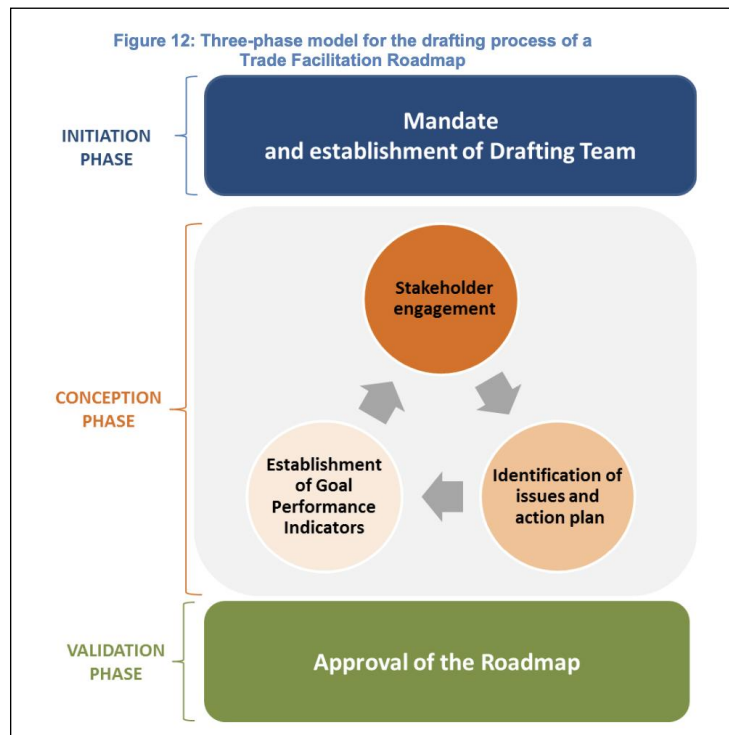 Figure 12: Three-phase model for the drafting process of a
Trade Facilitation Roadmap
INITIATION
PHASE
Mandate
and establishment of Drafting Team
CONCEPTION
PHASE
Stakeholder
engagement
Identification of
issues and
action plan
Establishment
of Goal
Performance
Indicators
VALIDATION
PHASE
Approval of the Roadmap